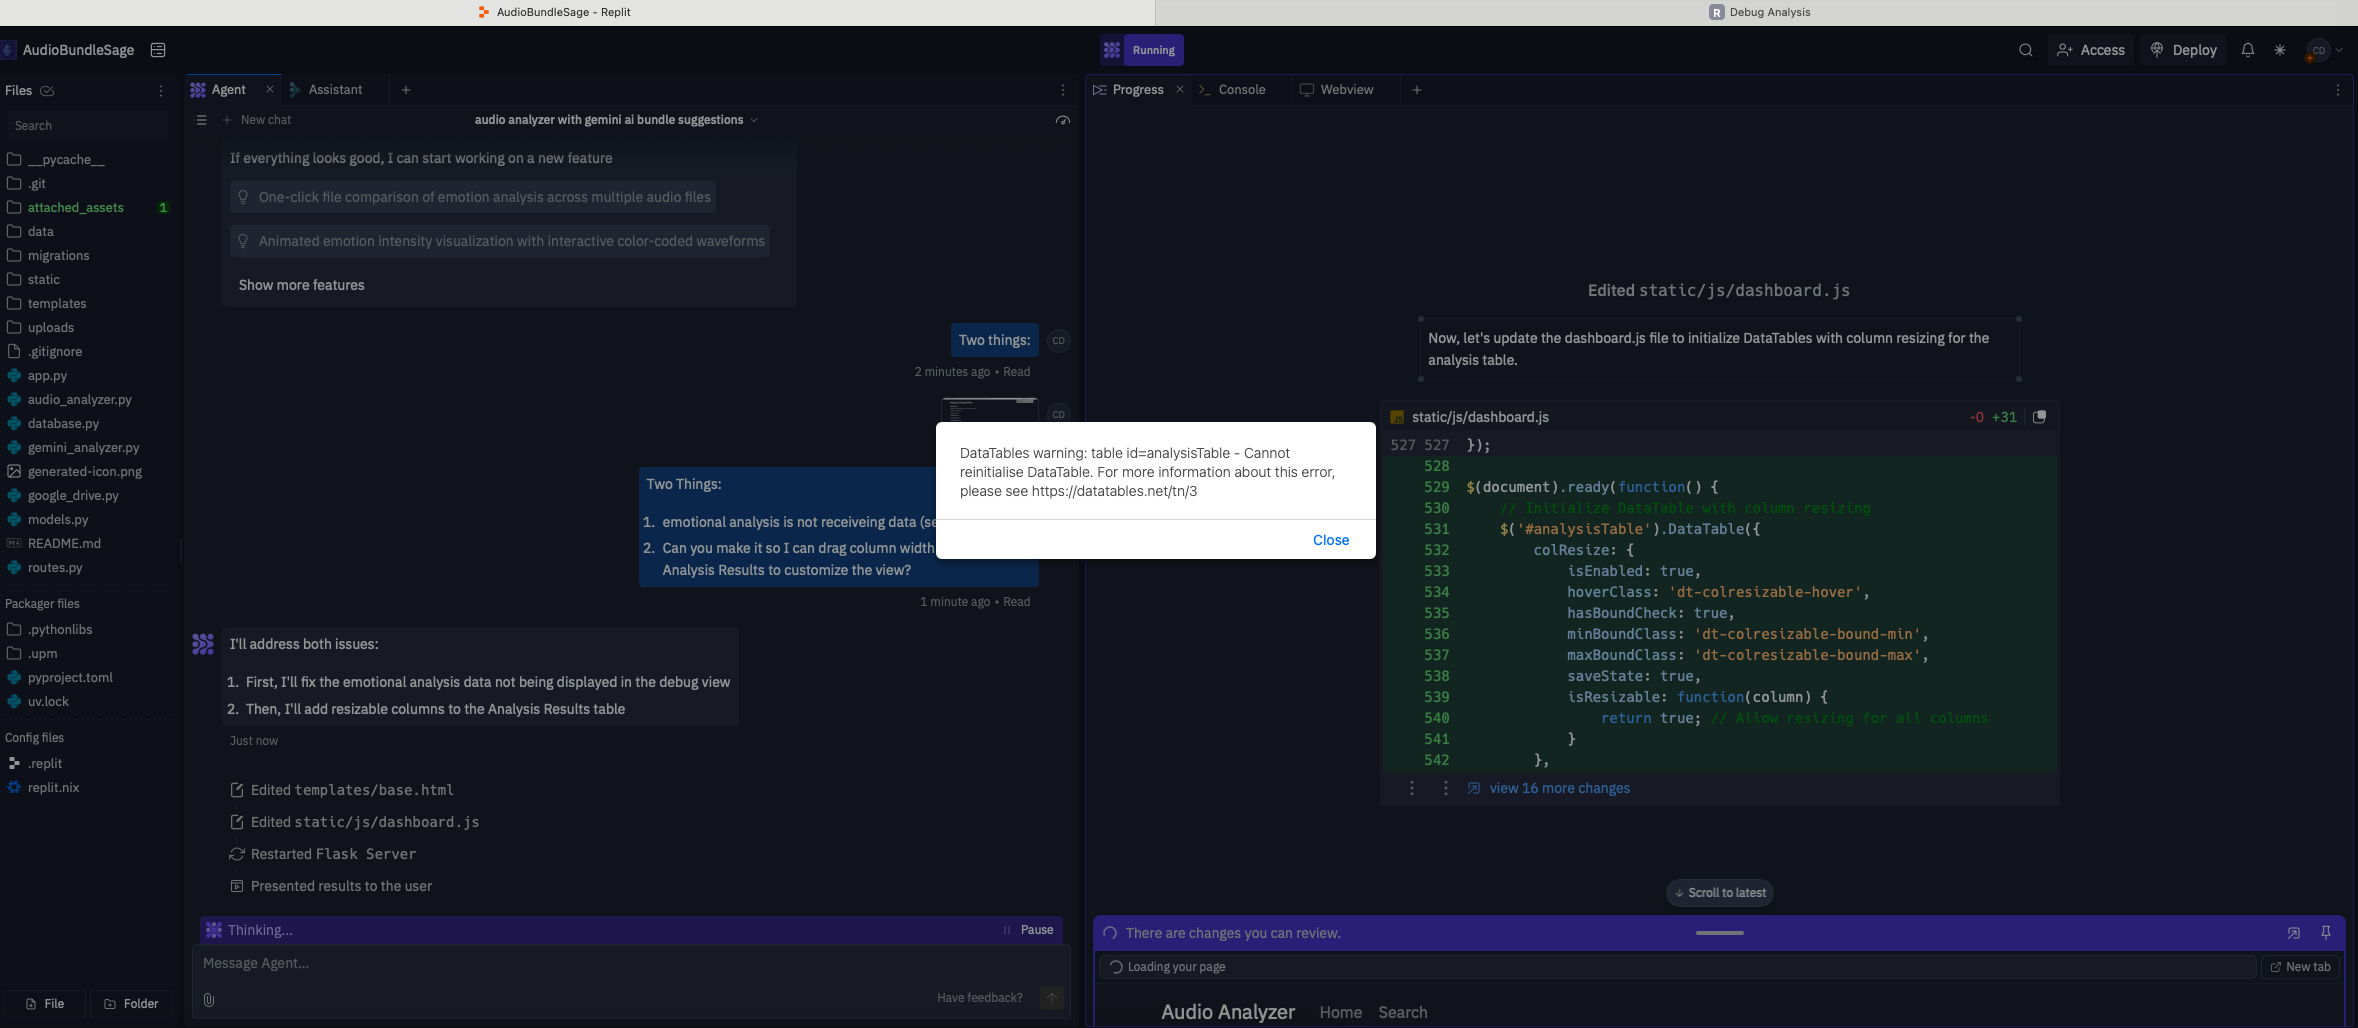 AudioBundleSage - Replit
R Debug Analysis
AudioBundleSage
Running
Access
Deploy
CD
Files
Search
__pycache__
.git
attached_assets 1
data
migrations
static
templates
uploads
.gitignore
app.py
audio_analyzer.py
database.py
gemini_analyzer.py
generated-icon.png
google_drive.py
models.py
README.md
routes.py
Packager files
.pythonlibs
.upm
pyproject.toml
uv.lock
Config files
.replit
replit.nix
File
Folder
Agent
Assistant
New chat
audio analyzer with gemini ai bundle suggestions
If everything looks good, I can start working on a new feature
One-click file comparison of emotion analysis across multiple audio files
Animated emotion intensity visualization with interactive color-coded waveforms
Show more features
Two things:
CD
2 minutes ago • Read
CD
Two Things:
1. emotional analysis is not receiveing data (se
2. Can you make it so I can drag column width
Analysis Results to customize the view?
1 minute ago • Read
I'll address both issues:
1. First, I'll fix the emotional analysis data not being displayed in the debug view
2. Then, I'll add resizable columns to the Analysis Results table
Just now
Edited templates/base.html
Edited static/js/dashboard.js
Restarted Flask Server
Presented results to the user
Thinking...
Pause
Message Agent...
Have feedback?
DataTables warning: table id=analysisTable - Cannot
reinitialise DataTable. For more information about this error,
please see https://datatables.net/tn/3
Close
Progress
Console
Webview
Edited static/js/dashboard.js
Now, let's update the dashboard.js file to initialize DataTables with column resizing for the
analysis table.
static/js/dashboard.js
-0 +31
527 527 });
528
529 $(document).ready(function() {
530 // Initialize DataTable with column resizing
531 $('#analysisTable').DataTable({
532 colResize: {
533 isEnabled: true,
534 hoverClass: 'dt-colresizable-hover',
535 hasBoundCheck: true,
536 minBoundClass: 'dt-colresizable-bound-min',
537 maxBoundClass: 'dt-colresizable-bound-max',
538 saveState: true,
539 isResizable: function(column) {
540 return true; // Allow resizing for all columns
541 }
542 },
view 16 more changes
Scroll to latest
There are changes you can review.
Loading your page
New tab
Audio Analyzer
Home
Search